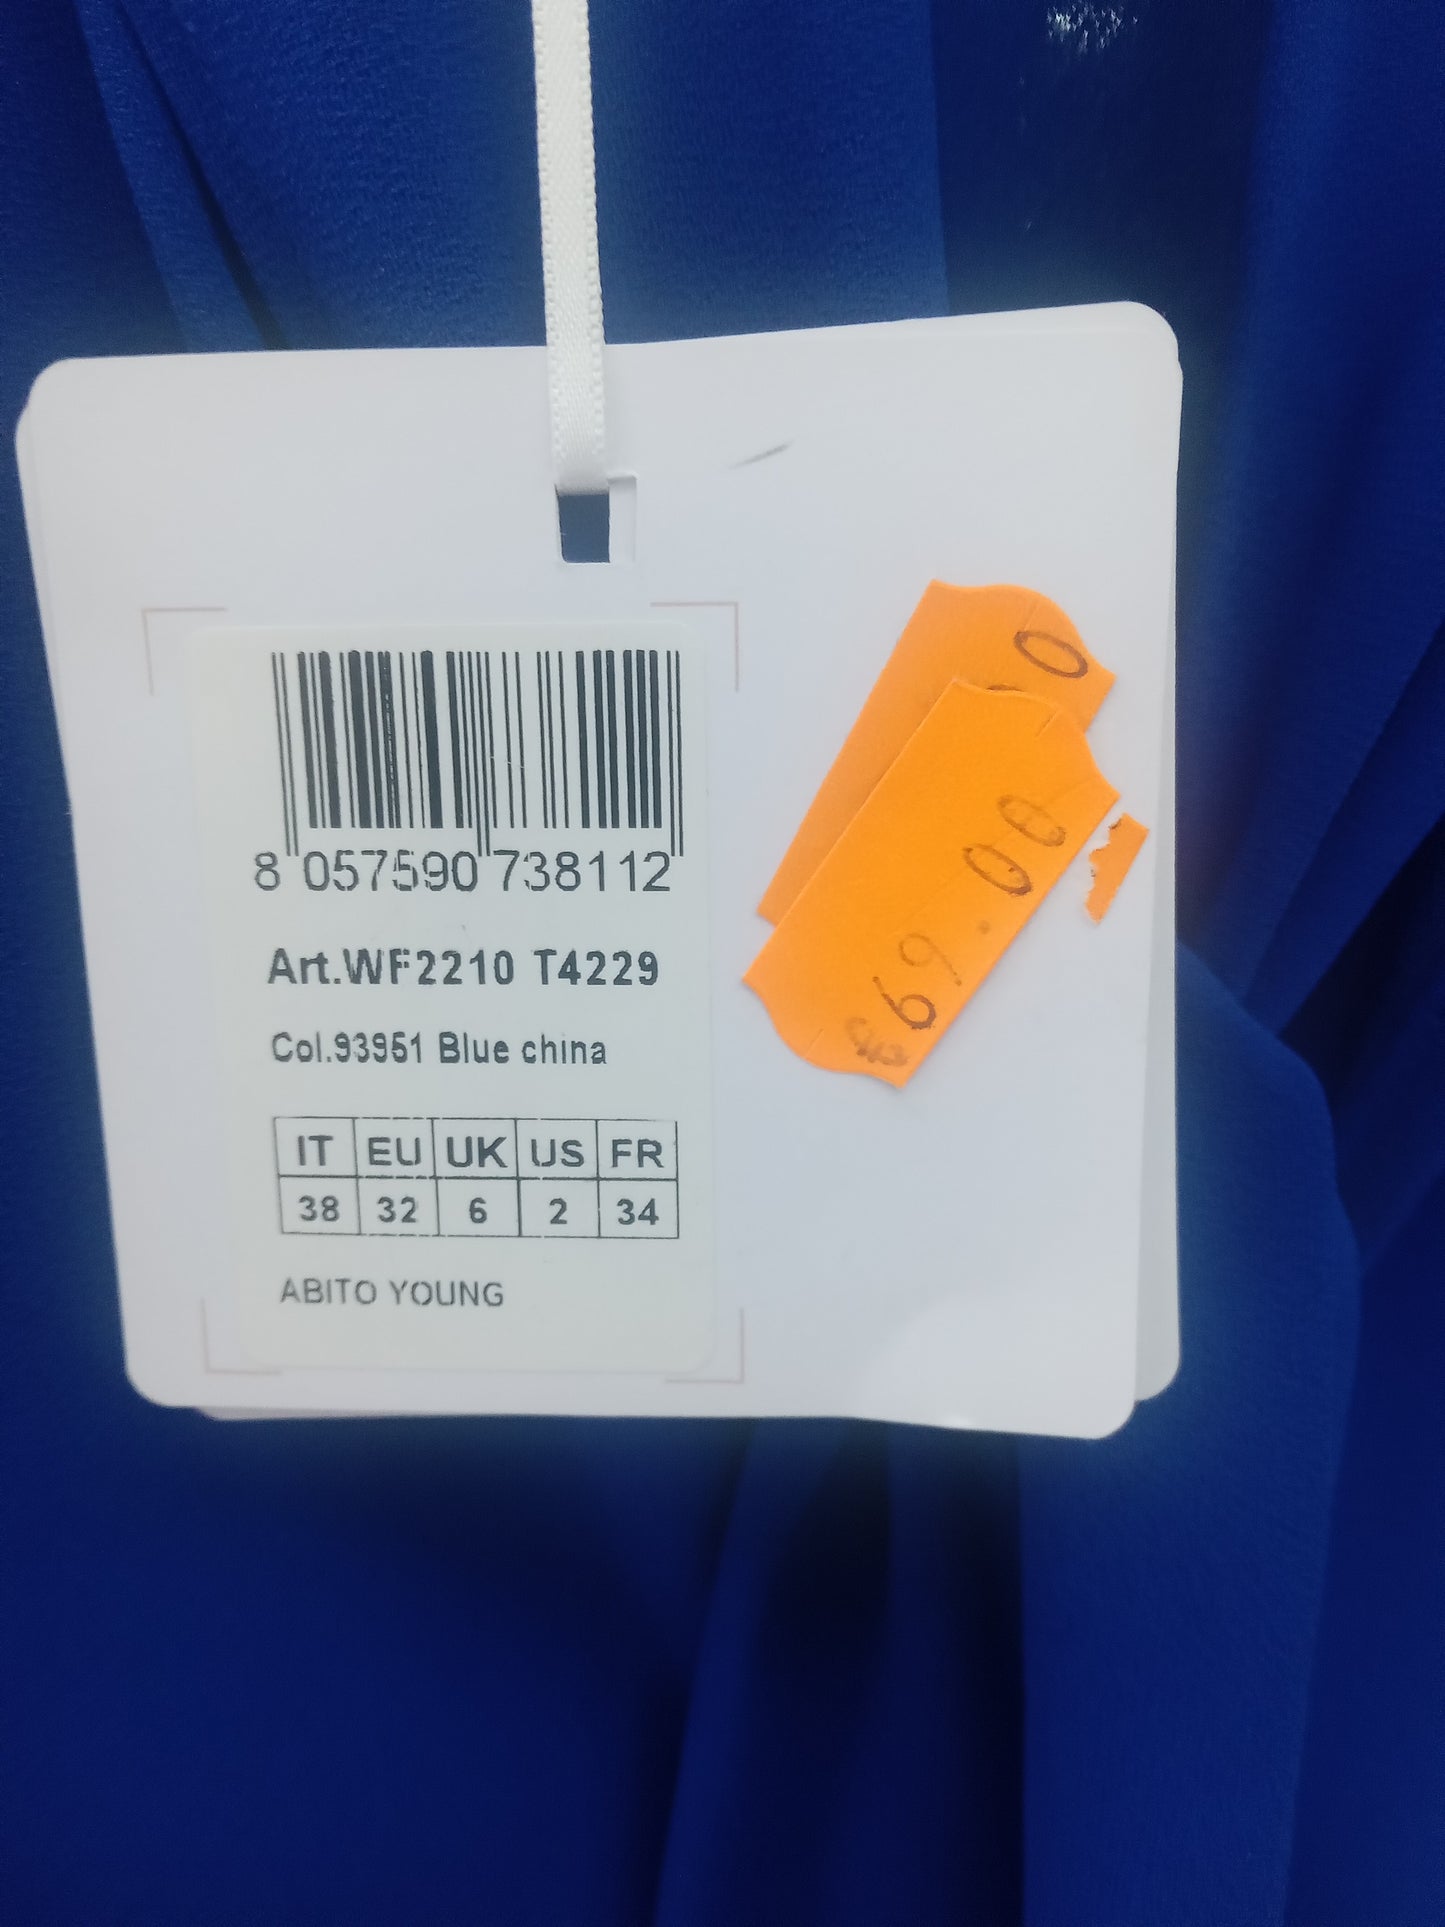 8 057590 738112
Art.WF2210 T4229
Col.93951 Blue china
IT EU UK US FR
38 32 6 2 34
ABITO YOUNG
0
€69.00